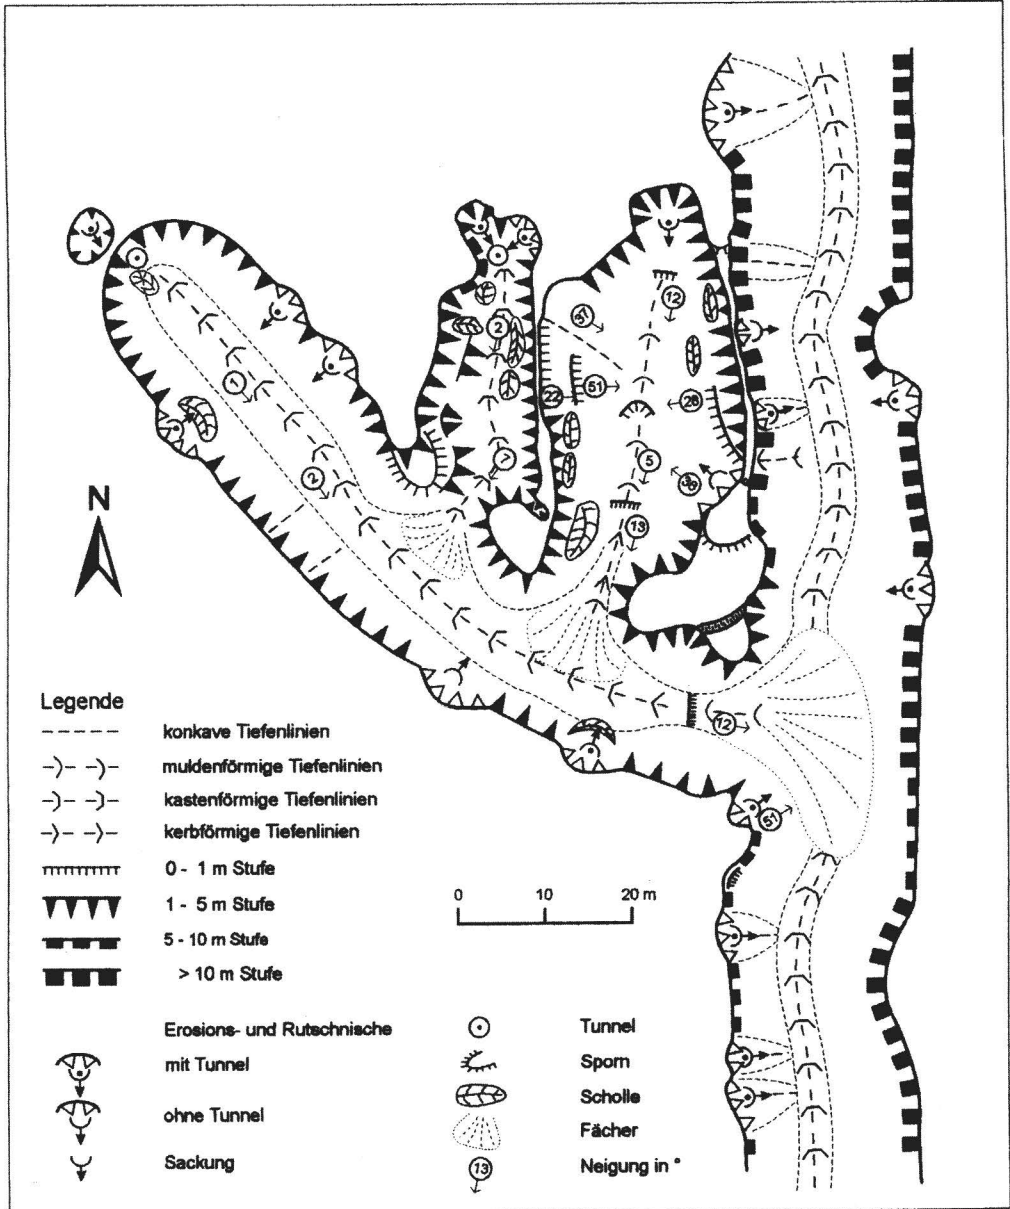 37
12
2
1
22
51
28
7
5
39
2
13
N
12
51
Legende
konkave Tiefenlinien
muldenförmige Tiefenlinien
kastenförmige Tiefenlinien
kerbförmige Tiefenlinien
0 - 1 m Stufe
1 - 5 m Stufe
5 - 10 m Stufe
> 10 m Stufe
0 10 20 m
Erosions- und Rutschnische
mit Tunnel
ohne Tunnel
Sackung
Tunnel
Sporn
Scholle
Fächer
13 Neigung in °